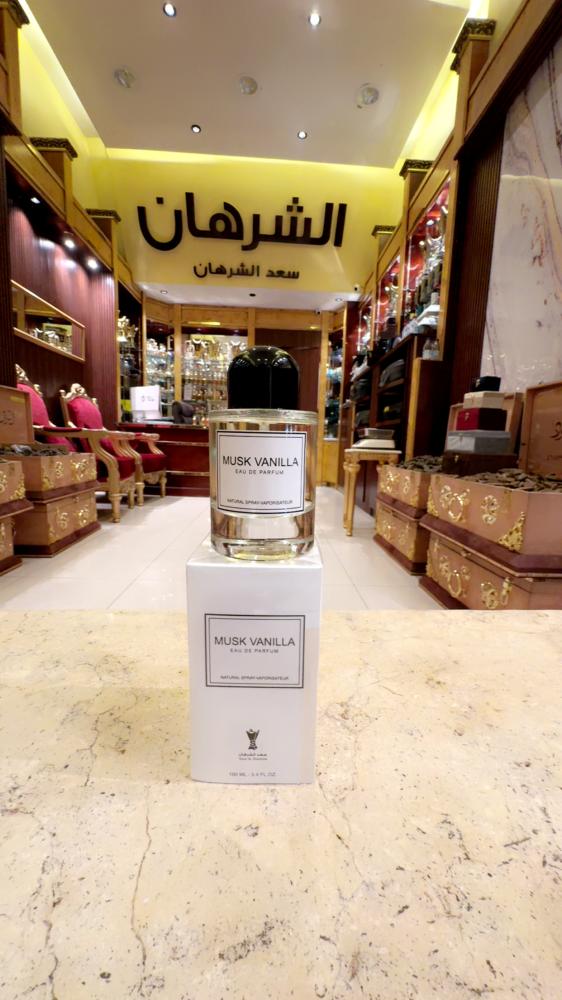 الشرهان
سعد الشرهان
MUSK VANILLA
EAU DE PARFUM
NATURAL SPRAY-VAPORISATEUR
MUSK VANILLA
EAU DE PARFUM
NATURAL SPRAY-VAPORISATEUR
سعد الشرهان
100 ML - 3.4 FL.OZ